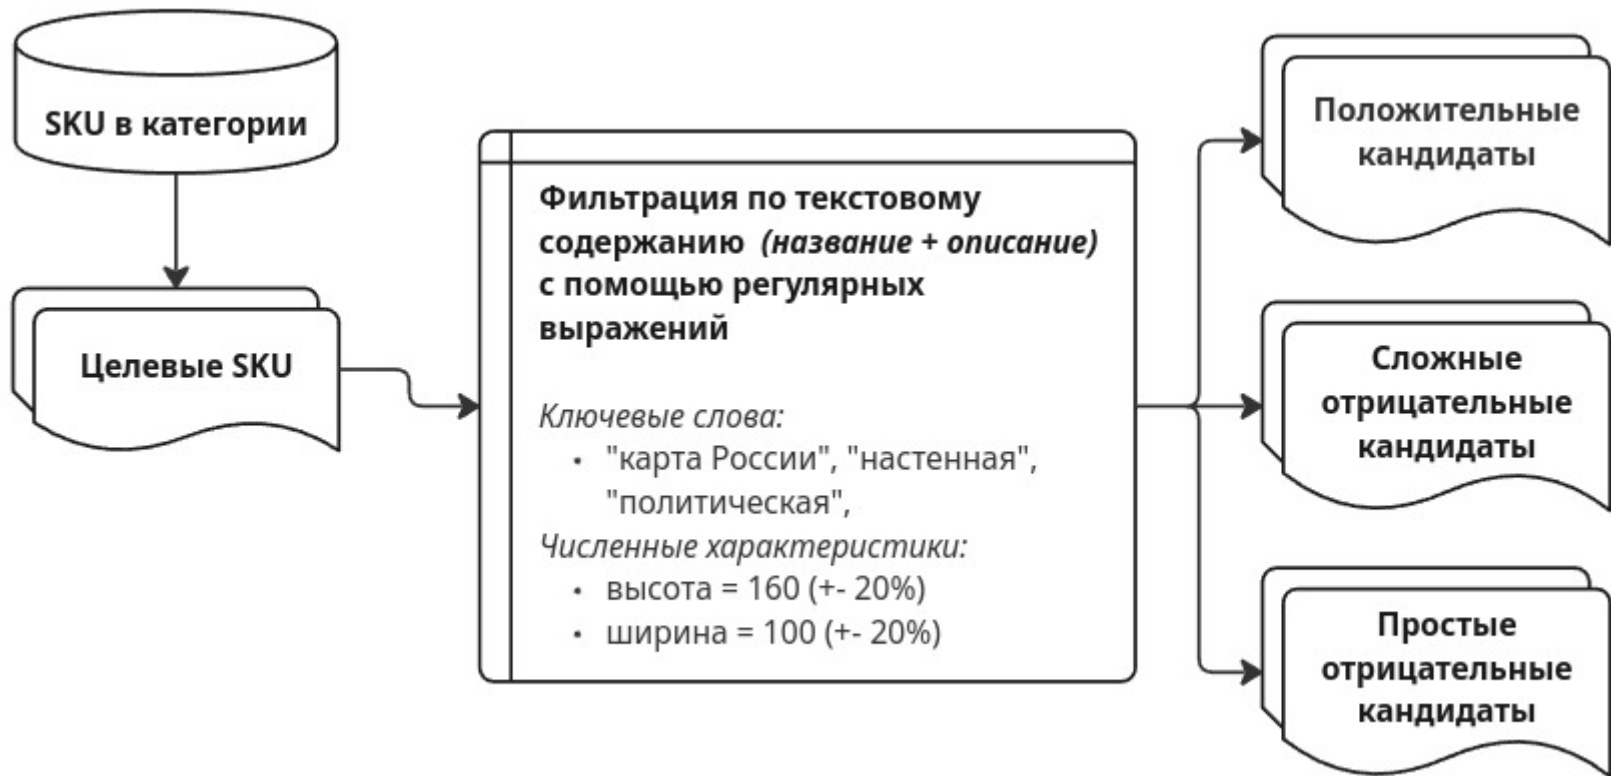 SKU в категории
Целевые SKU
Фильтрация по текстовому
содержанию (название + описание)
с помощью регулярных
выражений
Ключевые слова:
• "карта России", "настенная",
"политическая",
Численные характеристики:
• высота = 160 (+- 20%)
• ширина = 100 (+- 20%)
Положительные
кандидаты
Сложные
отрицательные
кандидаты
Простые
отрицательные
кандидаты